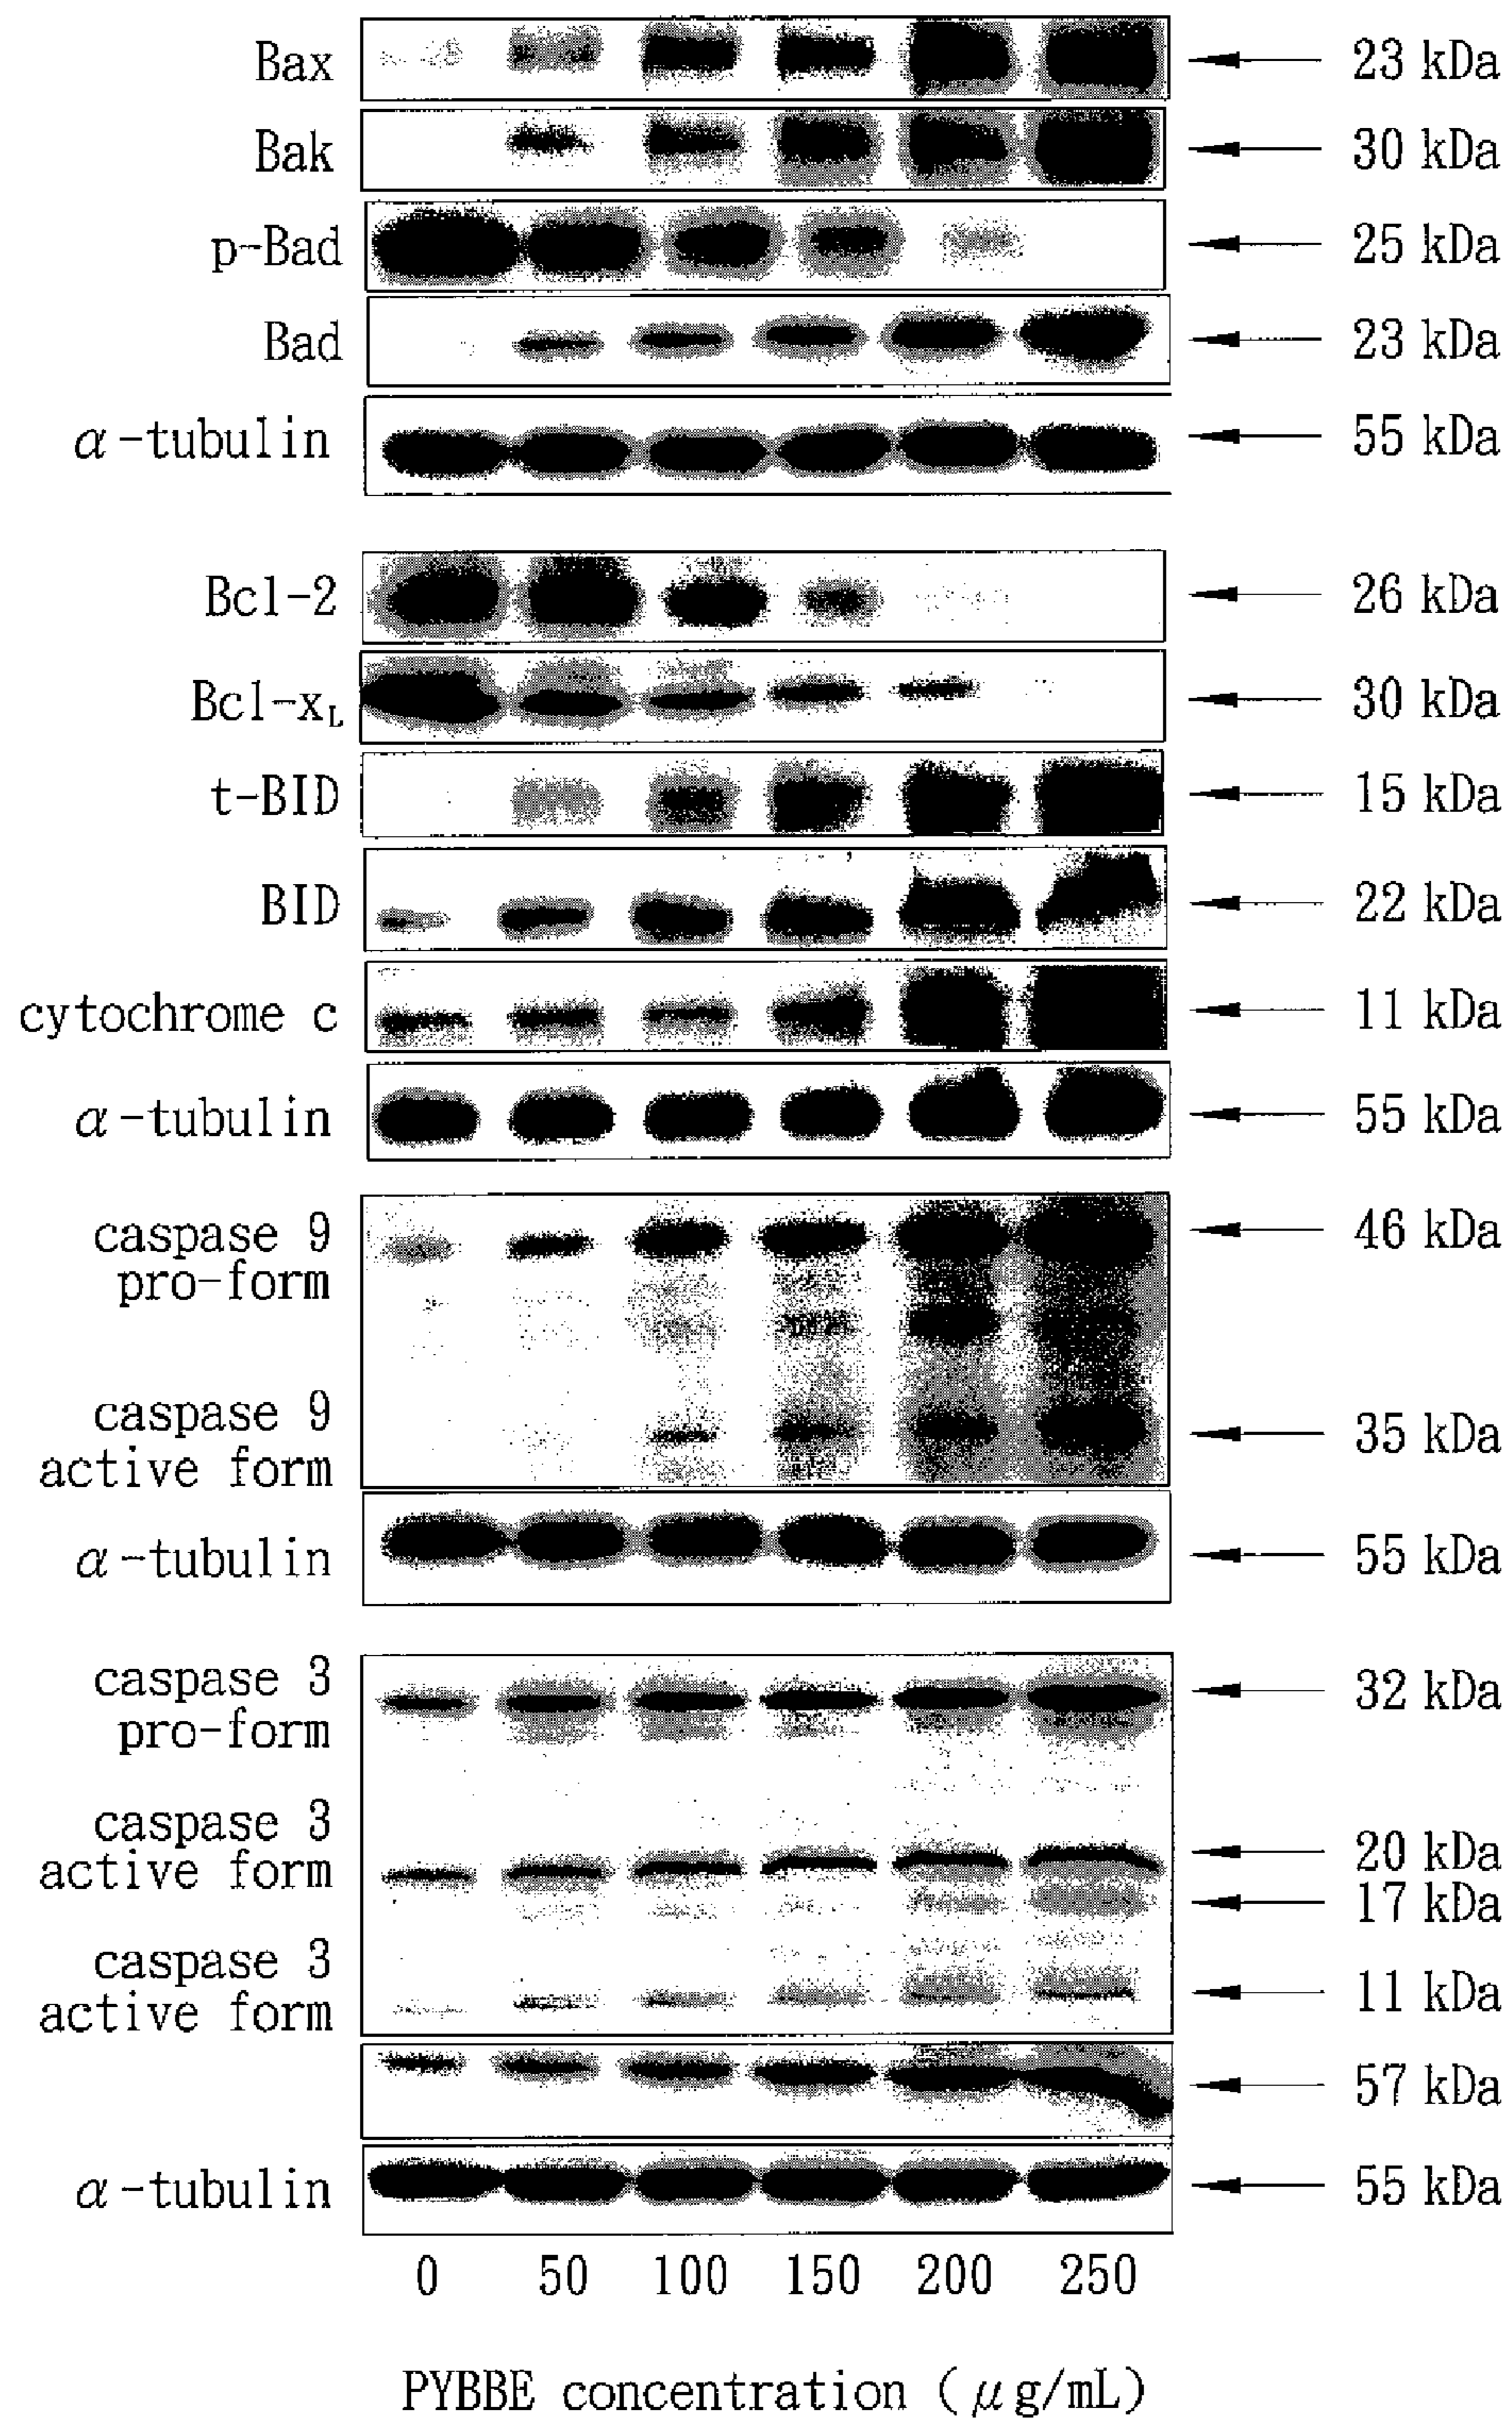 Bax 23 kDa
Bak 30 kDa
p-Bad 25 kDa
Bad 23 kDa
α-tubulin 55 kDa
Bcl-2 26 kDa
Bcl-xL 30 kDa
t-BID 15 kDa
BID 22 kDa
cytochrome c 11 kDa
α-tubulin 55 kDa
caspase 9 46 kDa
pro-form
caspase 9
active form 35 kDa
α-tubulin 55 kDa
caspase 3 32 kDa
pro-form
caspase 3
active form 20 kDa
17 kDa
caspase 3
active form 11 kDa
57 kDa
α-tubulin 55 kDa
0 50 100 150 200 250
PYBBE concentration (μg/mL)